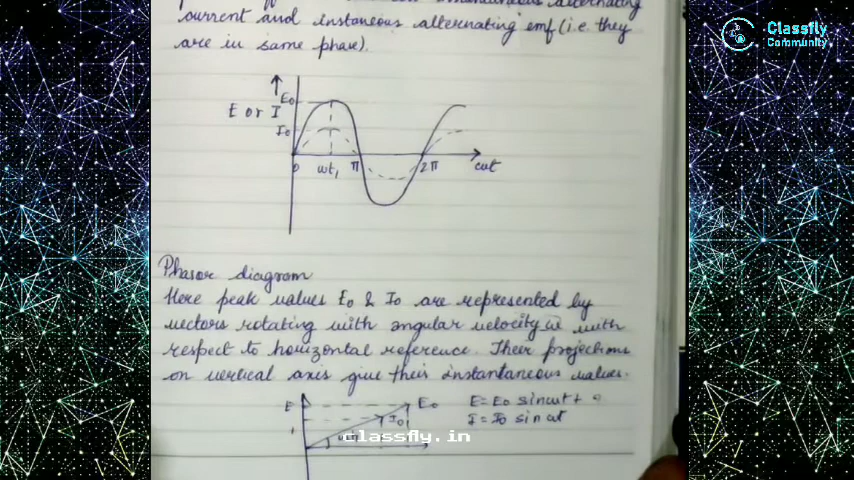 instantaneous alternating
current and instaneous alternating emf (i.e. they
are in same phase).
Classfly
Community
E or I
E₀
I₀
0 ωt₁ π 2π ωt
Phasor diagram
Here peak values E₀ & I₀ are represented by
vectors rotating with angular velocity ω with
respect to horizontal reference. Their projections
on vertical axis give their instantaneous values.
E E₀ E = E₀ sin ωt
I₀ I = I₀ sin ωt
classfly.in